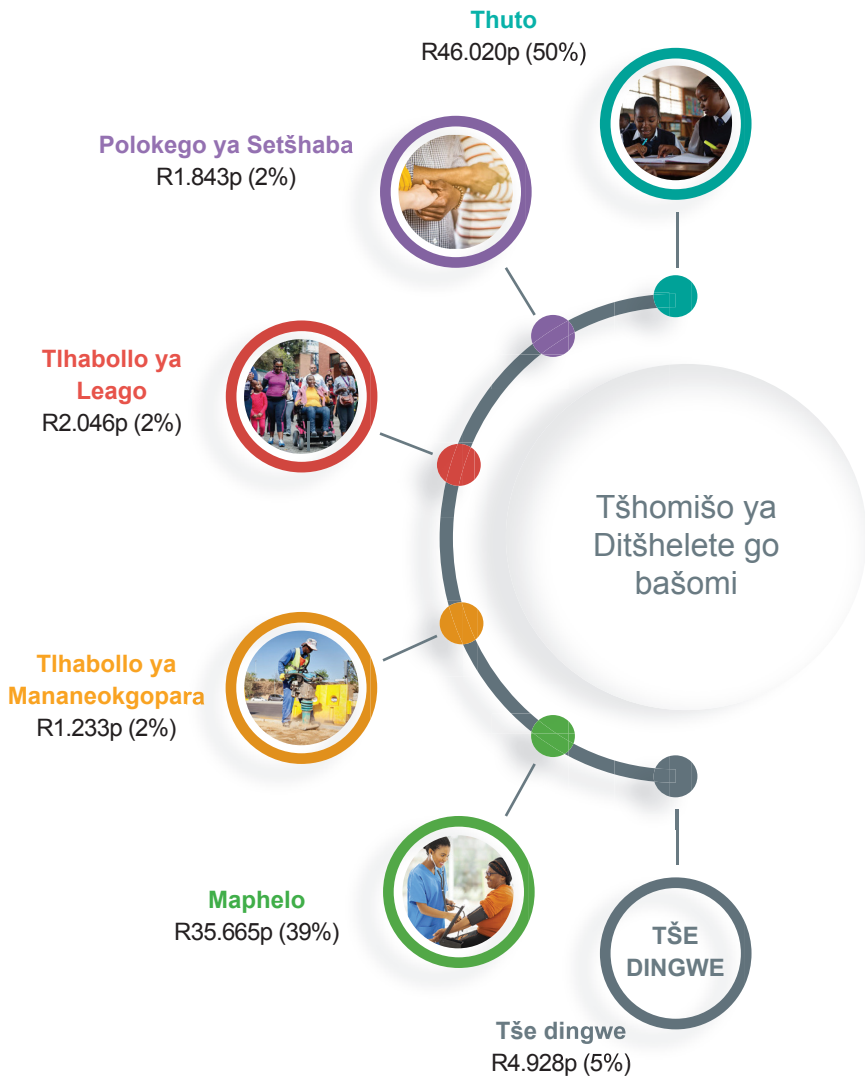 Thuto
R46.020p (50%)
Polokego ya Setšhaba
R1.843p (2%)
Tlhabollo ya
Leago
R2.046p (2%)
Tšhomišo ya
Ditšhelete go
bašomi
Tlhabollo ya
Mananeokgopara
R1.233p (2%)
Maphelo
R35.665p (39%)
TŠE
DINGWE
Tše dingwe
R4.928p (5%)